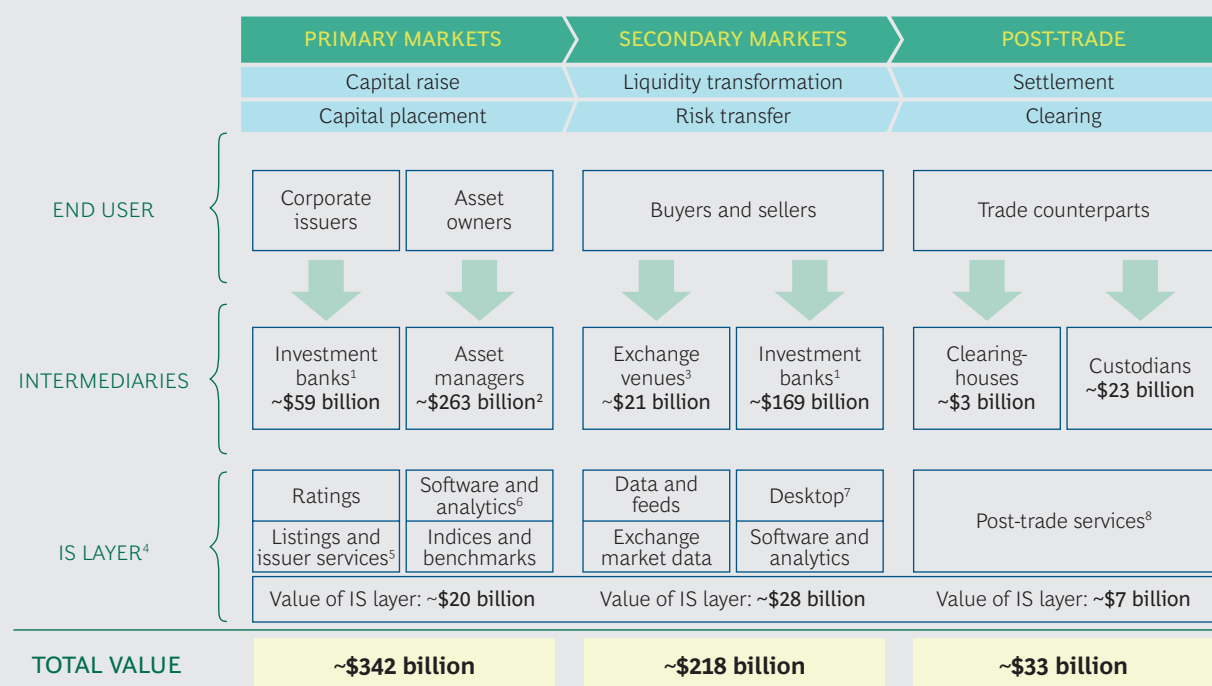 PRIMARY MARKETS
SECONDARY MARKETS
POST-TRADE
Capital raise
Liquidity transformation
Settlement
Capital placement
Risk transfer
Clearing
END USER
Corporate
issuers
Asset
owners
Buyers and sellers
Trade counterparts
INTERMEDIARIES
Investment
banks¹
~$59 billion
Asset
managers
~$263 billion²
Exchange
venues³
~$21 billion
Investment
banks¹
~$169 billion
Clearing-
houses
~$3 billion
Custodians
~$23 billion
IS LAYER⁴
Ratings
Software and
analytics⁶
Data and
feeds
Desktop⁷
Post-trade services⁸
Listings and
issuer services⁵
Indices and
benchmarks
Exchange
market data
Software and
analytics
Value of IS layer: ~$20 billion
Value of IS layer: ~$28 billion
Value of IS layer: ~$7 billion
TOTAL VALUE
~$342 billion
~$218 billion
~$33 billion